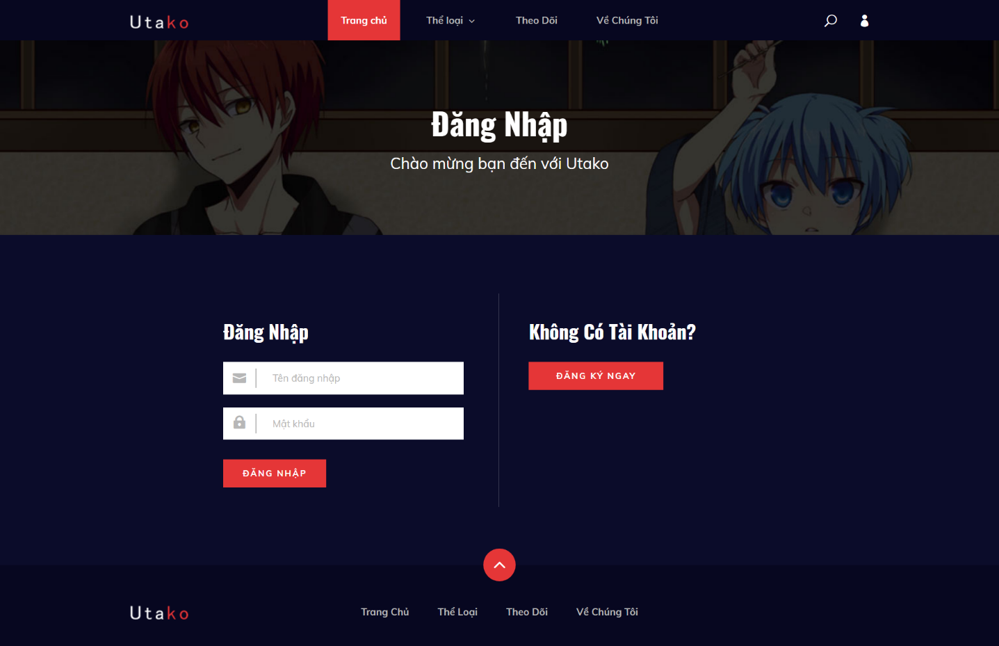 Utako
Trang chủ
Thể loại
Theo Dõi
Về Chúng Tôi
Đăng Nhập
Chào mừng bạn đến với Utako
Đăng Nhập
Tên đăng nhập
Mật khẩu
ĐĂNG NHẬP
Không Có Tài Khoản?
ĐĂNG KÝ NGAY
Utako
Trang Chủ
Thể Loại
Theo Dõi
Về Chúng Tôi